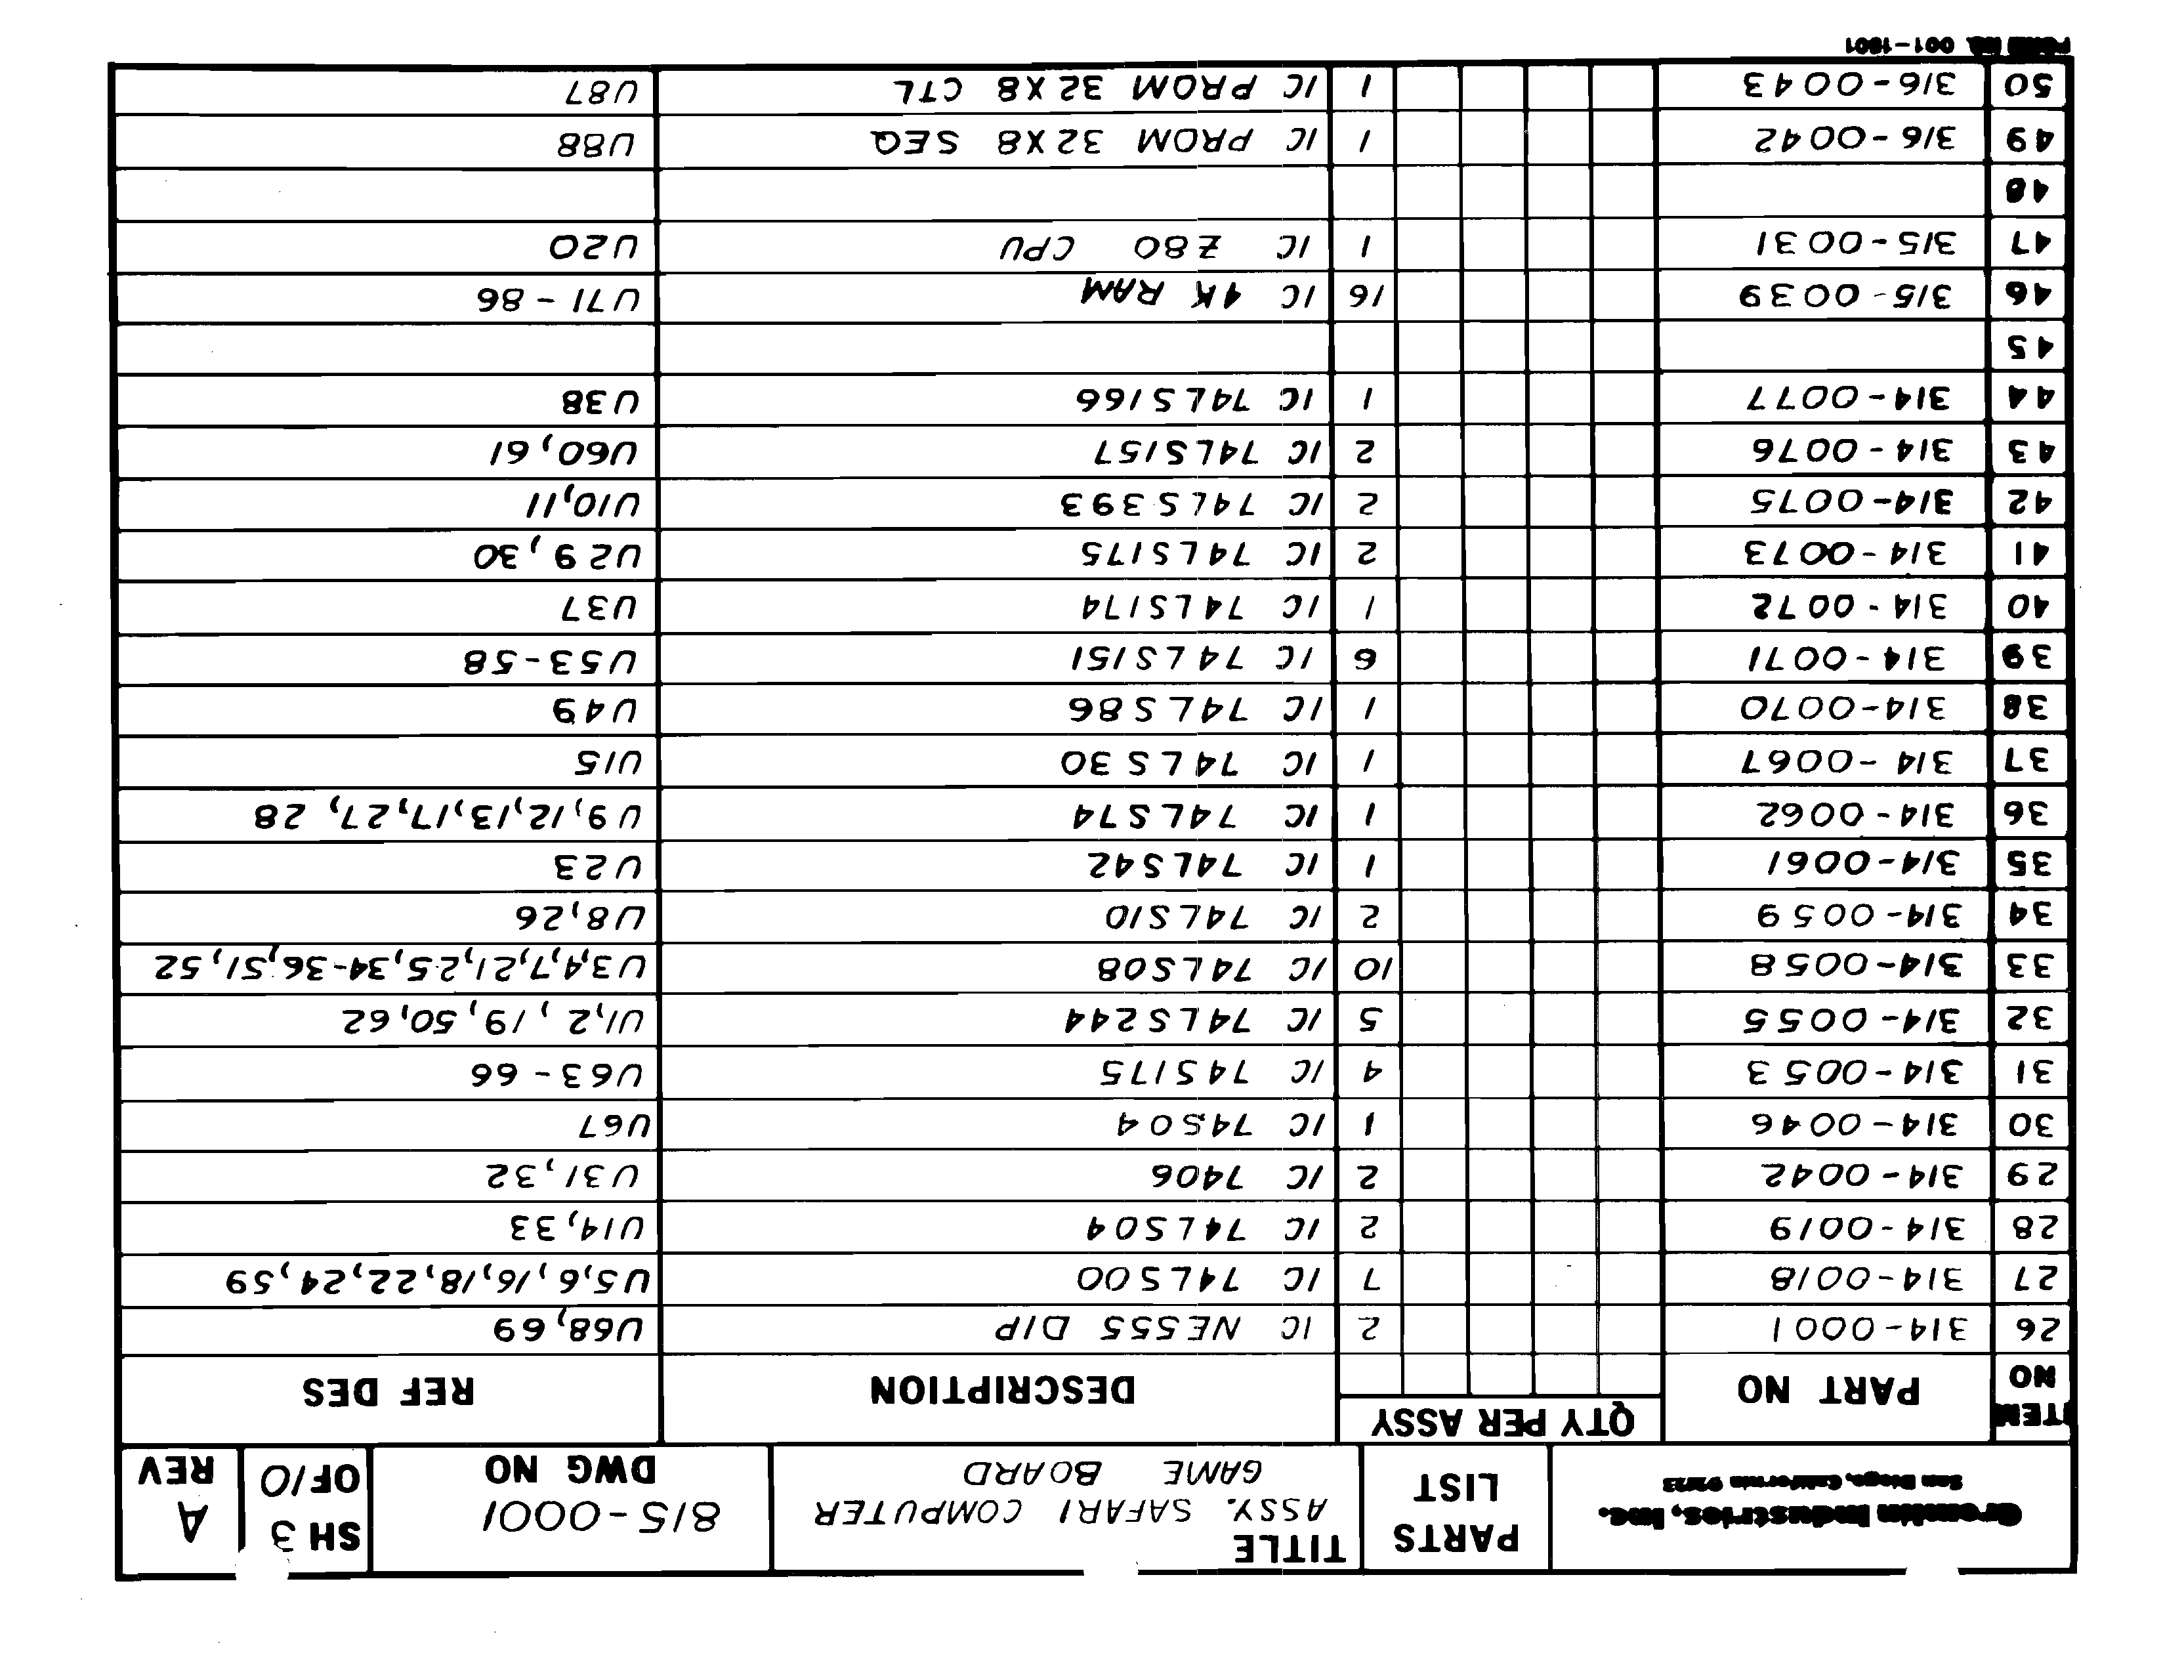 Gremlin Industries, Inc.
San Diego, California 92123
PARTS LIST
TITLE
ASSY. SAFARI COMPUTER
GAME BOARD
815-0001
DWG NO
SH 3
OF 10
A
REV
ITEM NO PART NO QTY PER ASSY DESCRIPTION REF DES
26 314-0001 2 IC NE555 DIP U68,69
27 314-0018 7 IC 74LS00 U5,6,16,18,22,24,59
28 314-0019 2 IC 74LS04 U14,33
29 314-0042 2 IC 7406 U31,32
30 314-0046 1 IC 74S04 U67
31 314-0053 4 IC 74S175 U63-66
32 314-0055 5 IC 74LS244 U1,2,19,50,62
33 314-0058 10 IC 74LS08 U3,4,7,21,25,34-36,51,52
34 314-0059 2 IC 74LS10 U8,26
35 314-0061 1 IC 74LS42 U23
36 314-0062 1 IC 74LS74 U9,12,13,17,27,28
37 314-0067 1 IC 74LS30 U15
38 314-0070 1 IC 74LS86 U49
39 314-0071 6 IC 74LS151 U53-58
40 314-0072 1 IC 74LS174 U37
41 314-0073 2 IC 74LS175 U29,30
42 314-0075 2 IC 74LS393 U10,11
43 314-0076 2 IC 74LS157 U60,61
44 314-0077 1 IC 74LS166 U38
45
46 315-0039 16 IC 4K RAM U71-86
47 315-0031 1 IC Z80 CPU U20
48
49 316-0042 1 IC PROM 32X8 SEQ U88
50 316-0043 1 IC PROM 32X8 CTL U87
FORM NO. 001-1801